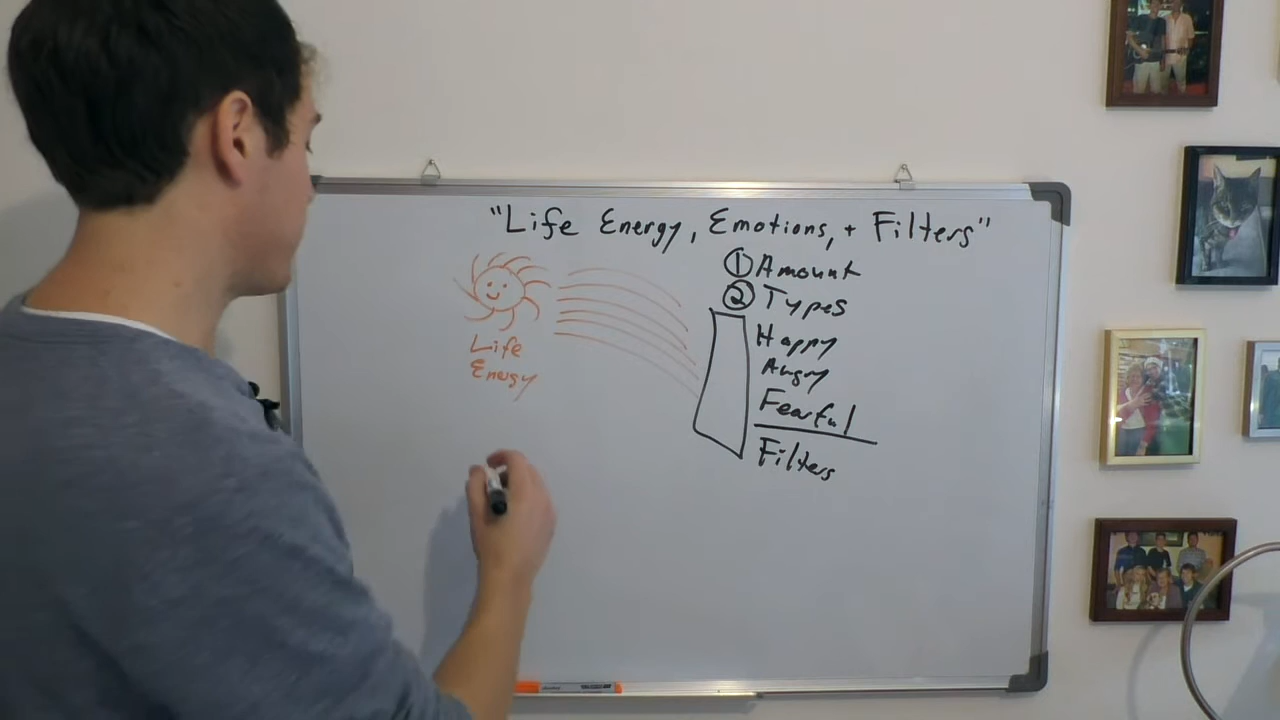 "Life Energy, Emotions, + Filters"
① Amount
② Types
Happy
Angry
Fearful
Filters
Life
Energy